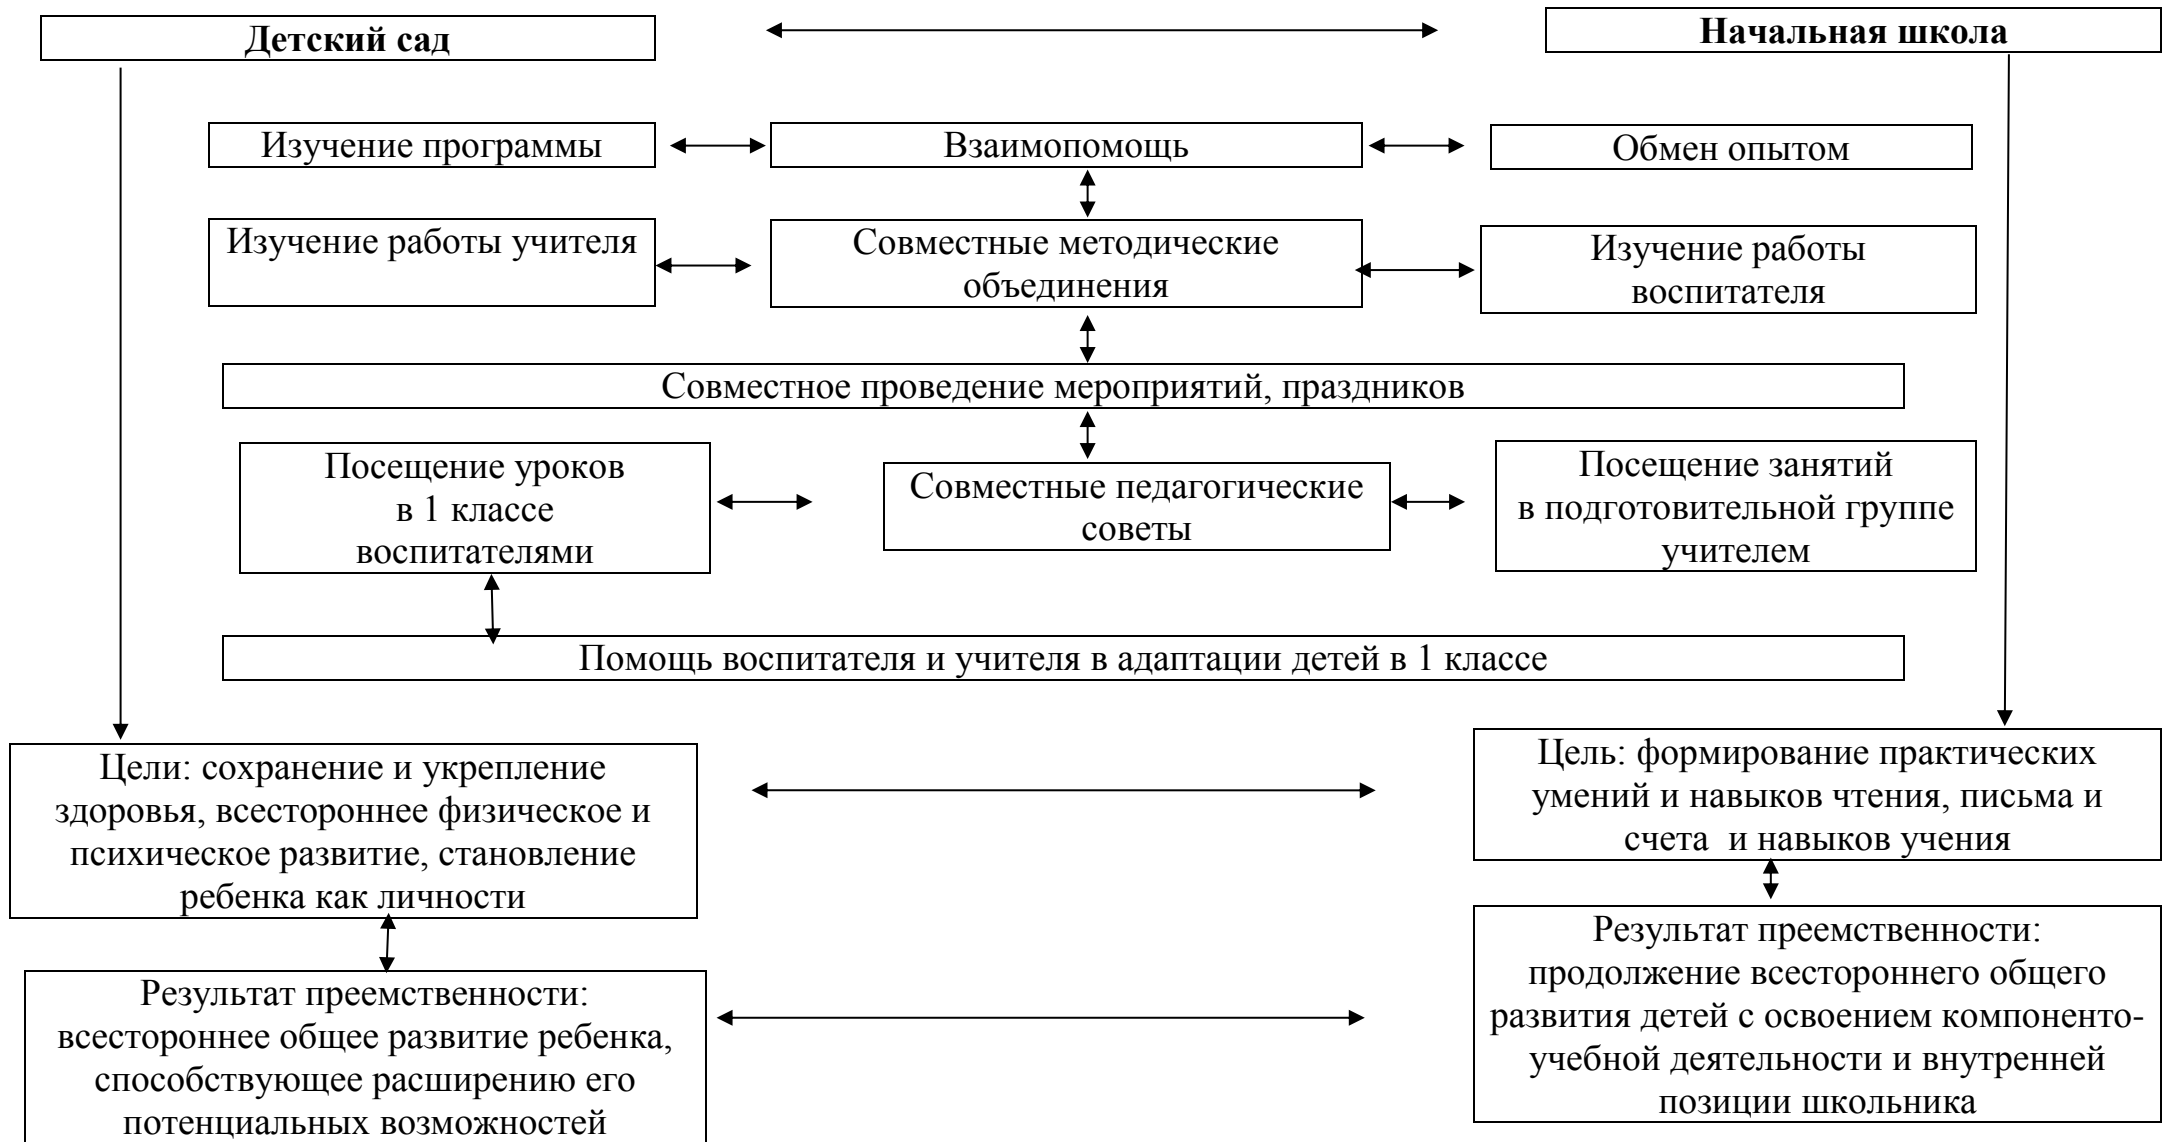 Детский сад
Начальная школа
Изучение программы
Взаимопомощь
Обмен опытом
Изучение работы учителя
Совместные методические
объединения
Изучение работы
воспитателя
Совместное проведение мероприятий, праздников
Посещение уроков
в 1 классе
воспитателями
Совместные педагогические
советы
Посещение занятий
в подготовительной группе
учителем
Помощь воспитателя и учителя в адаптации детей в 1 классе
Цели: сохранение и укрепление
здоровья, всестороннее физическое и
психическое развитие, становление
ребенка как личности
Цель: формирование практических
умений и навыков чтения, письма и
счета и навыков учения
Результат преемственности:
всестороннее общее развитие ребенка,
способствующее расширению его
потенциальных возможностей
Результат преемственности:
продолжение всестороннего общего
развития детей с освоением компоненто-
учебной деятельности и внутренней
позиции школьника